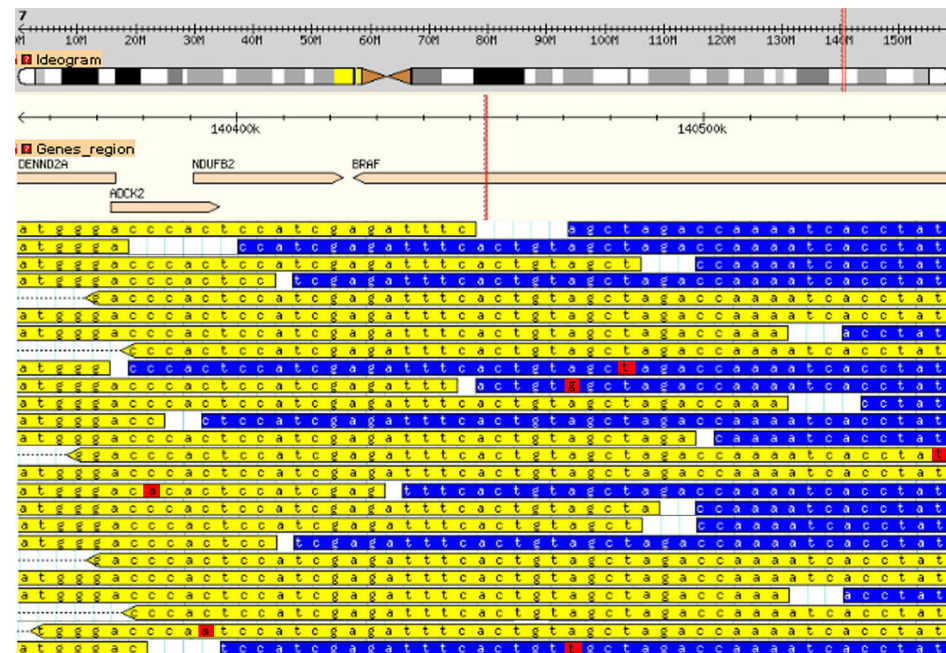 7
0M 10M 20M 30M 40M 50M 60M 70M 80M 90M 100M 110M 120M 130M 140M 150M
Ideogram
140400k 140500k
Genes_region
DENND2A NDUFB2 BRAF
ADCK2
a t g g g a c c c a c t c c a t c g a g a t t t c a g c t a g a c c a a a a t c a c c t a t
a t g g g a c c a t c g a g a t t t c a c t g t a g c t a g a c c a a a a t c a c c t a t
a t g g g a c c c a c t c c a t c g a g a t t t c a c t g t a g c t c c a a a a t c a c c t a t
a t g g g a c c c a c t c c t c g a g a t t t c a c t g t a g c t a g a c c a a a a t c a c c t a t
g a c c c a c t c c a t c g a g a t t t c a c t g t a g c t a g a c c a a a a t c a c c t a t
a t g g g a c c c a c t c c a t c g a g a t t t c a c t g t a g c t a g a c c a a a a t c a c c t a t
a t g g g a c c c a c t c c a t c g a g a t t t c a c t g t a g c t a g a c c a a a a c c t a t
c c c a c t c c a t c g a g a t t t c a c t g t a g c t a g a c c a a a a t c a c c t a t
a t g g g c c c a c t c c a t c g a g a t t t c a c t g t a g c t a g a c c a a a a t c a c c t a t
a t g g g a c c c a c t c c a t c g a g a t t t a c t g t g g c t a g a c c a a a a t c a c c t a t
a t g g g a c c c a c t c c a t c g a g a t t t c a c t g t a g c t a g a c c a a a c c t a t
a t g g g a c c c t c c a t c g a g a t t t c a c t g t a g c t a g a c c a a a a t c a c c t a t
a t g g g a c c c a c t c c a t c g a g a t t t c a c t g t a g c t a g a c a a a a t c a c c t a t
g g a c c c a c t c c a t c g a g a t t t c a c t g t a g c t a g a c c a a a a t c a c c t a t
a t g g g a c c c a c t c c a t c g a g a t t t c a c t g t a g c t a g a c c a a a a t c a c c t a t
a t g g g a c a c a c t c c a t c g a g t t t c a c t g t a g c t a g a c c a a a a t c a c c t a t
a t g g g a c c c a c t c c a t c g a g a t t t c a c t g t a g c t a c c a a a a t c a c c t a t
a t g g g a c c c a c t c c a t c g a g a t t t c a c t g t a g c t c c a a a a t c a c c t a t
a t g g g a c c c a c t c c t c g a g a t t t c a c t g t a g c t a g a c c a a a a t c a c c t a t
g a c c c a c t c c a t c g a g a t t t c a c t g t a g c t a g a c c a a a a t c a c c t a t
a t g g g a c c c a c t c c a t c g a g a t t t c a c t g t a g c t a g a c c a a a a t c a c c t a t
a t g g g a c c c a c t c c a t c g a g a t t t c a c t g t a g c t a g a c c a a a a c c t a t
c c c a c t c c a t c g a g a t t t c a c t g t a g c t a g a c c a a a a t c a c c t a t
t g g g a c c c a a t c c a t c g a g a t t t c a c t g t a g c t a g a c c a a a a t c a c c t a t
a t g g g a c t c c a t c g a g a t t t c a c t g t t g c t a g a c c a a a a t c a c c t a t